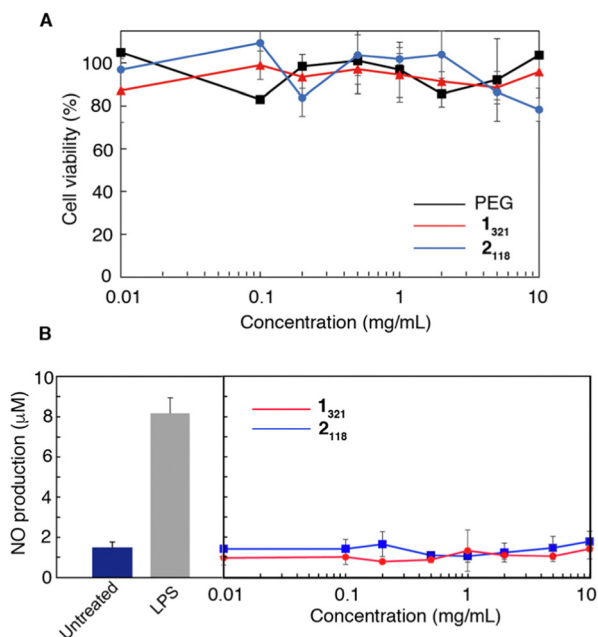 A
Cell viability (%)
100
80
60
40
20
0
PEG
1321
2118
0.01 0.1 1 10
Concentration (mg/mL)
B
NO production (μM)
10
8
6
4
2
0
1321
2118
Untreated LPS
0.01 0.1 1 10
Concentration (mg/mL)